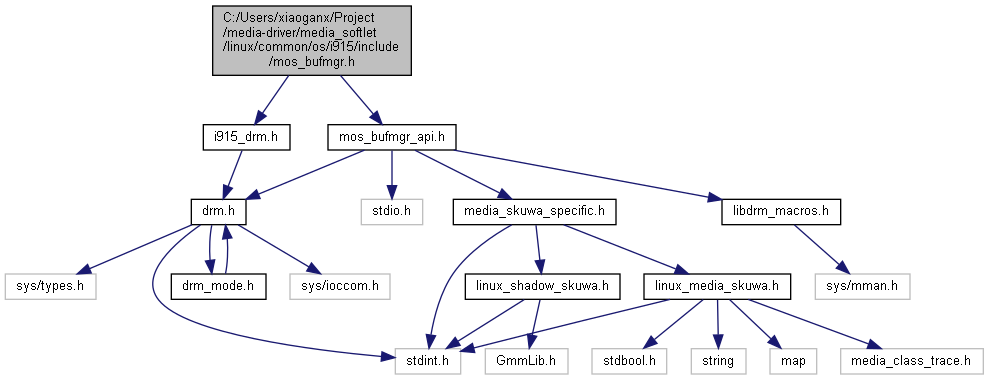 C:/Users/xiaoganx/Project
/media-driver/media_softlet
/linux/common/os/i915/include
/mos_bufmgr.h
i915_drm.h
mos_bufmgr_api.h
drm.h
stdio.h
media_skuwa_specific.h
libdrm_macros.h
sys/types.h
drm_mode.h
sys/ioccom.h
linux_shadow_skuwa.h
linux_media_skuwa.h
sys/mman.h
stdint.h
GmmLib.h
stdbool.h
string
map
media_class_trace.h